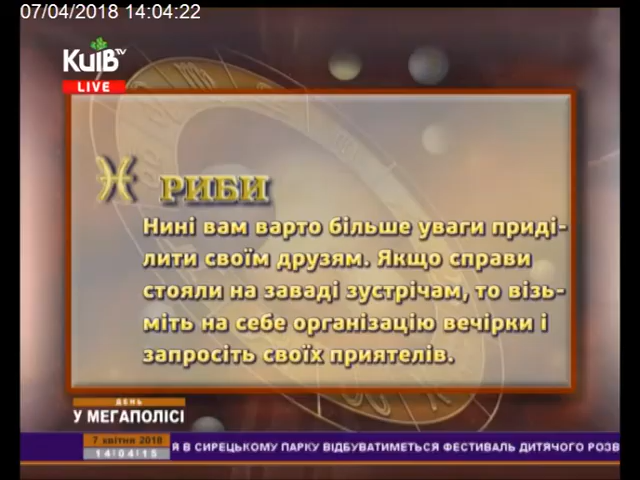 07/04/2018 14:04:22
КиЇВ TV
LIVE
РИБИ
Нині вам варто більше уваги приді-
лити своїм друзям. Якщо справи
стояли на заваді зустрічам, то візь-
міть на себе організацію вечірки і
запросіть своїх приятелів.
ДЕНЬ
У МЕГАПОЛІСІ
7 квітня 2018
14:04:15
Я В СИРЕЦЬКОМУ ПАРКУ ВІДБУВАТИМЕТЬСЯ ФЕСТИВАЛЬ ДИТЯЧОГО РОЗВ